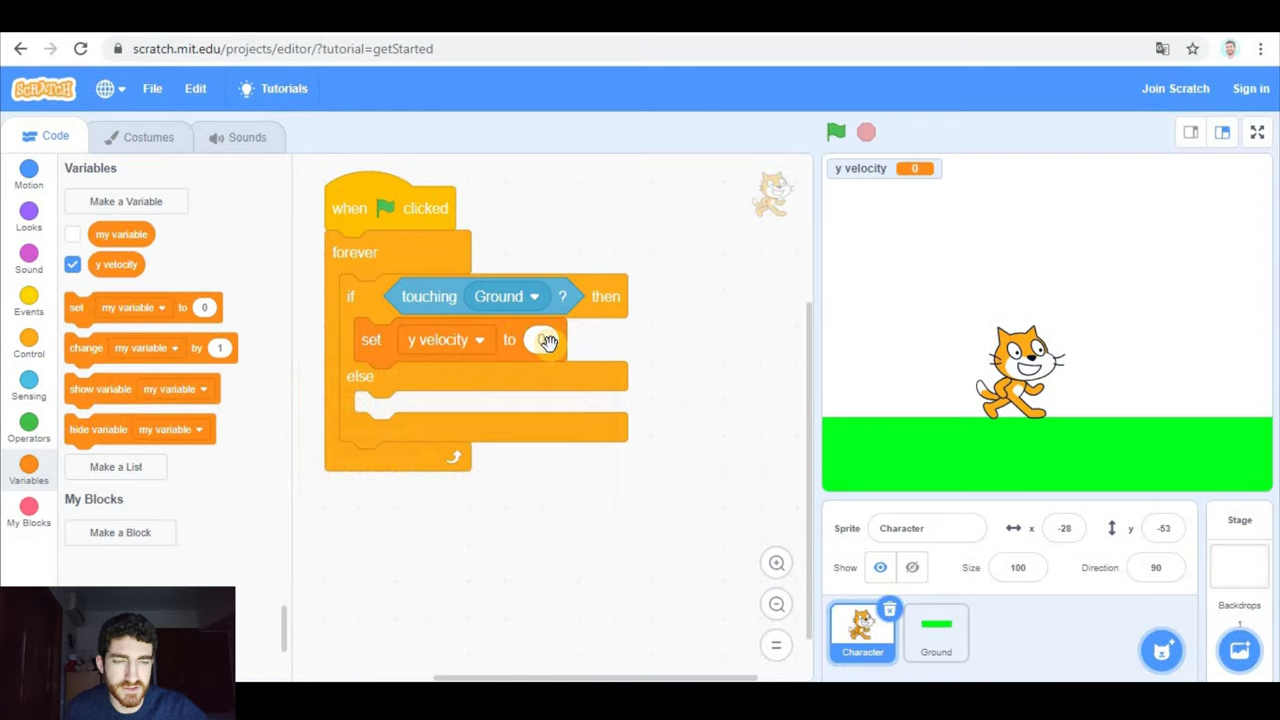 scratch.mit.edu/projects/editor/?tutorial=getStarted
SCRATCH
File
Edit
Tutorials
Join Scratch
Sign in
Code
Costumes
Sounds
Motion
Looks
Sound
Events
Control
Sensing
Operators
Variables
My Blocks
Variables
Make a Variable
my variable
y velocity
set my variable to 0
change my variable by 1
show variable my variable
hide variable my variable
Make a List
My Blocks
Make a Block
when clicked
forever
if touching Ground ? then
set y velocity to
else
y velocity 0
Sprite Character x -28 y -53
Show Size 100 Direction 90
Character
Ground
Stage
Backdrops
1